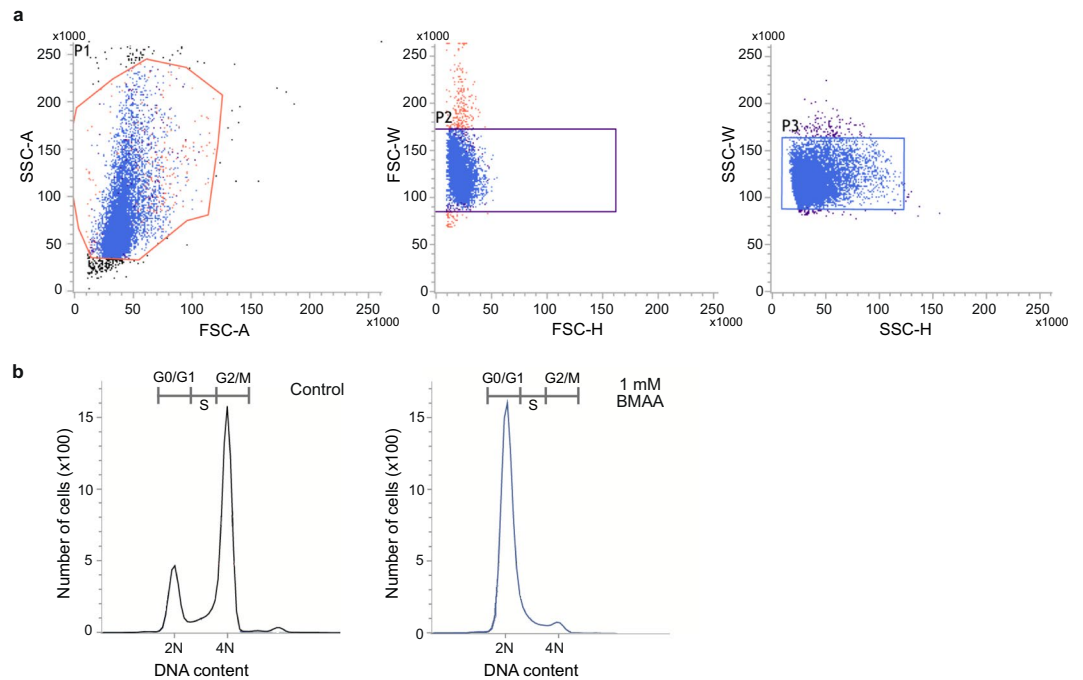 a
x1000
250
200
150
100
50
0
P1
SSC-A
0
50
100
150
200
250
x1000
FSC-A
x1000
250
200
150
100
50
0
P2
FSC-W
0
50
100
150
200
250
x1000
FSC-H
x1000
250
200
150
100
50
0
P3
SSC-W
0
50
100
150
200
250
x1000
SSC-H
b
G0/G1
G2/M
S
Control
15
10
5
0
Number of cells (x100)
2N
4N
DNA content
G0/G1
G2/M
S
1 mM
BMAA
15
10
5
0
Number of cells (x100)
2N
4N
DNA content